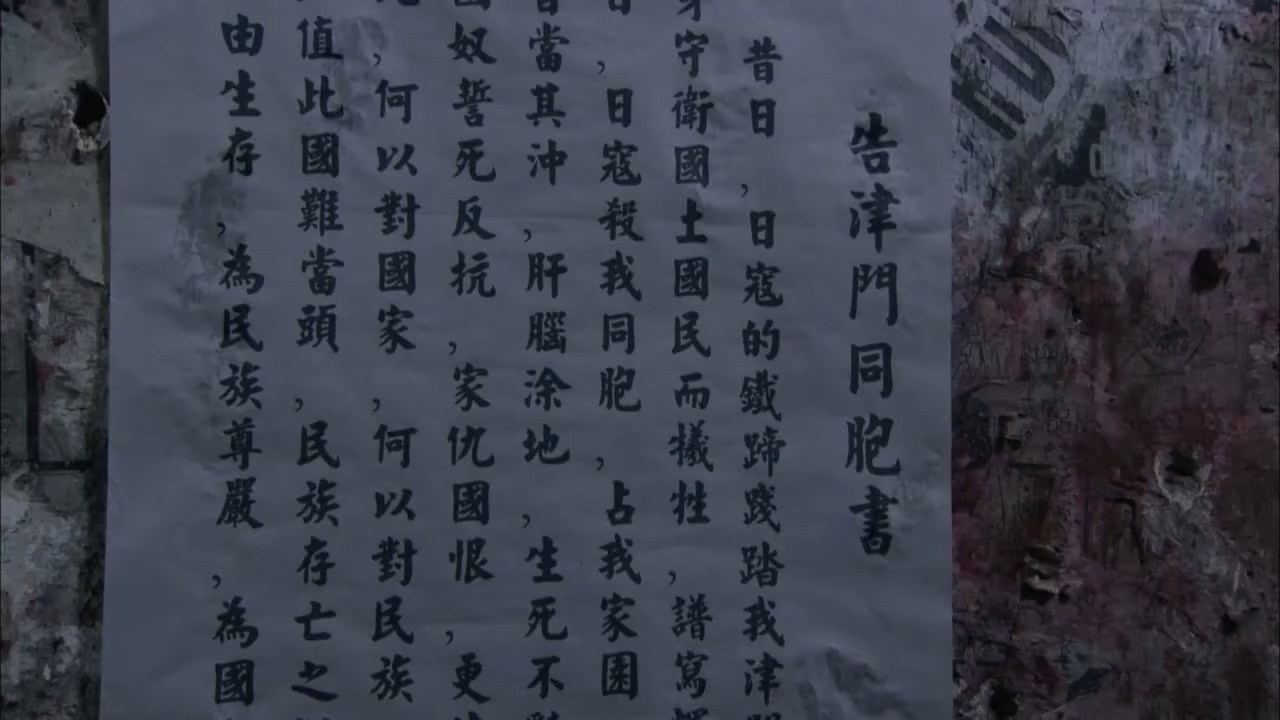 告津門同胞書
昔日,日寇的鐵蹄踐踏我津
守衛國土國民而犧牲,譜寫
,日寇殺我同胞,占我家園
當其沖,肝腦涂地,生死不
奴誓死反抗,家仇國恨,更
,何以對國家,何以對民族
值此國難當頭,民族存亡之
由生存,為民族尊嚴,為國